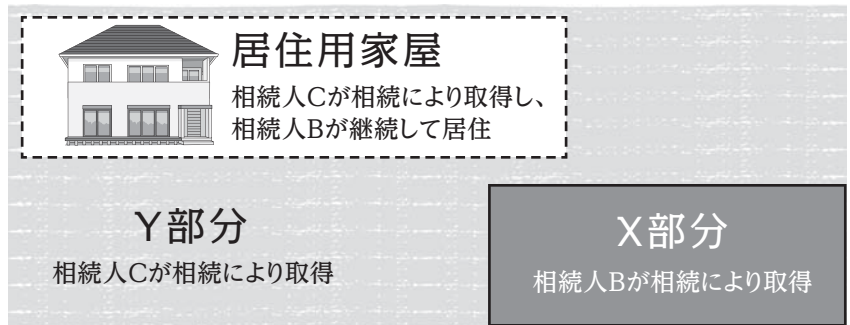 居住用家屋
相続人Cが相続により取得し、
相続人Bが継続して居住
Y部分
相続人Cが相続により取得
X部分
相続人Bが相続により取得